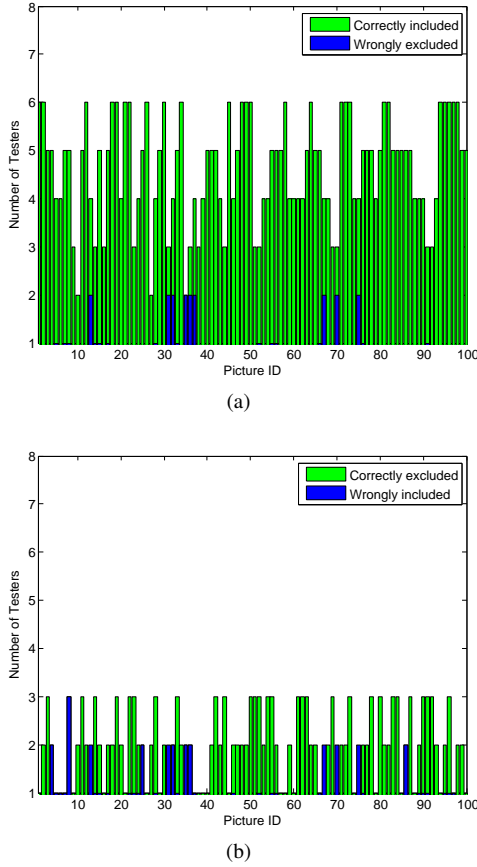 8
7
6
5
4
3
2
1
Number of Testers
Correctly included
Wrongly excluded
10 20 30 40 50 60 70 80 90 100
Picture ID
(a)
8
7
6
5
4
3
2
1
Number of Testers
Correctly excluded
Wrongly included
10 20 30 40 50 60 70 80 90 100
Picture ID
(b)